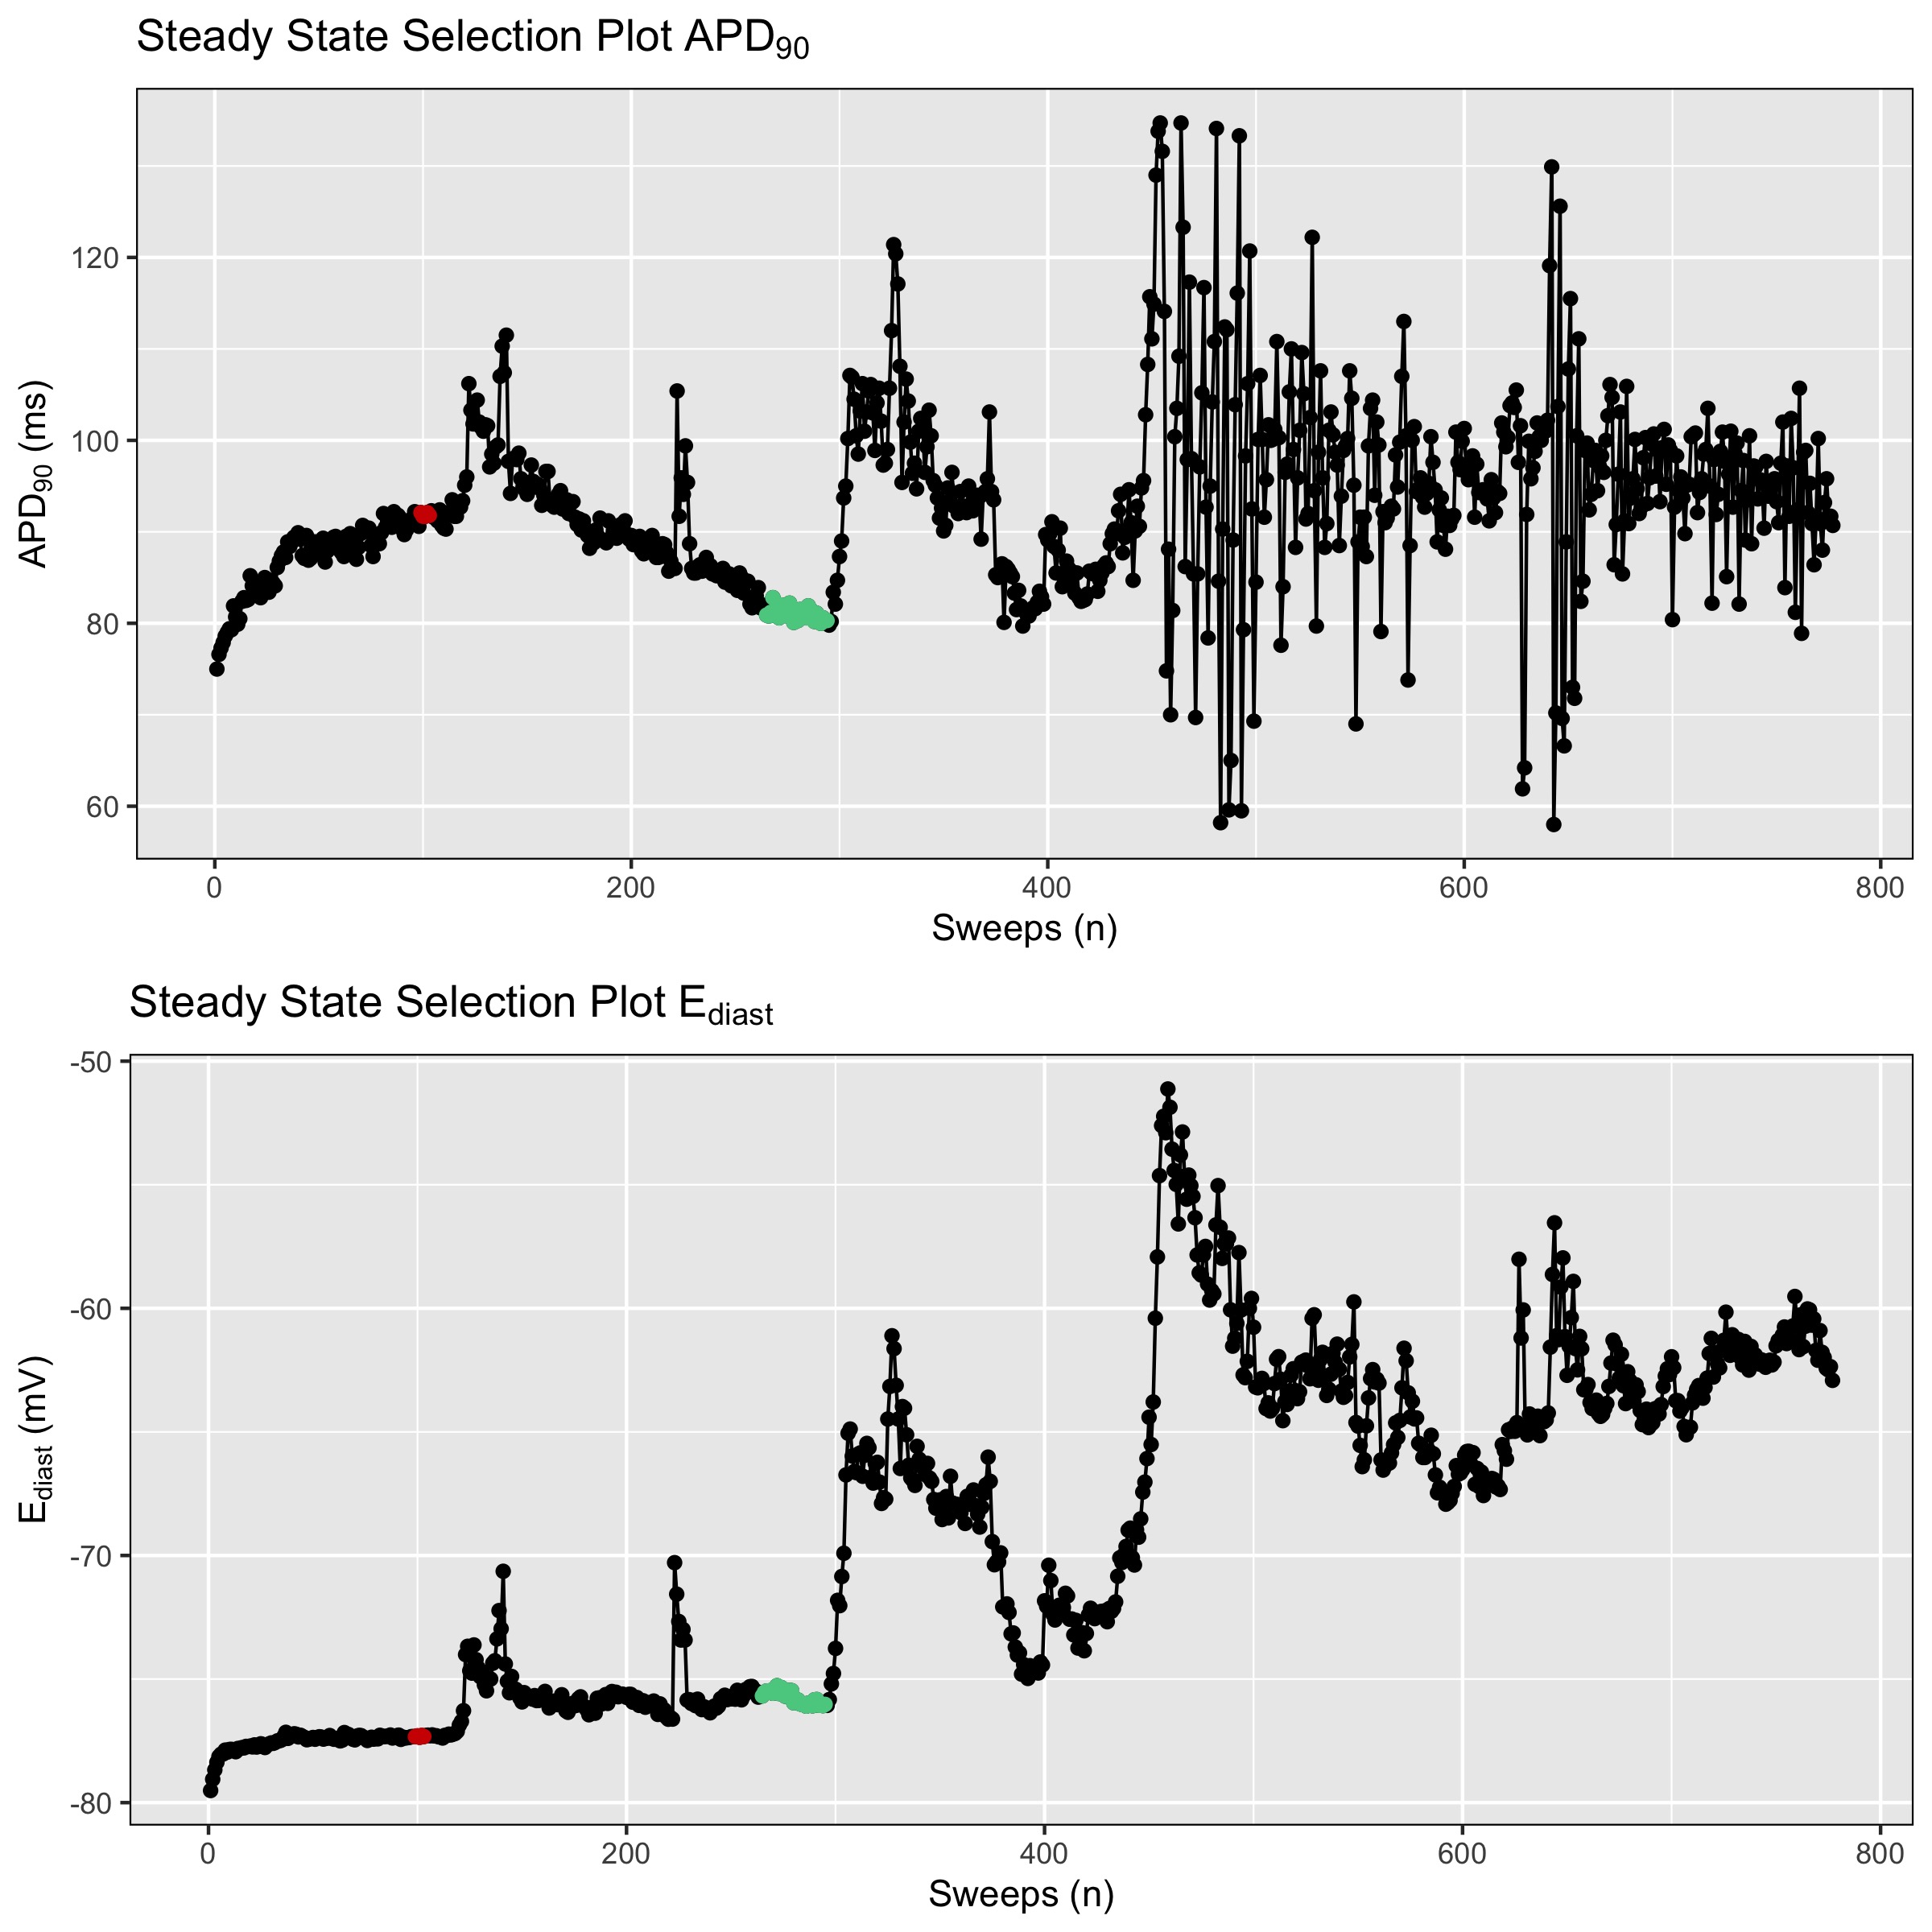 Steady State Selection Plot APD90
120
100
80
60
APD90 (ms)
0 200 400 600 800
Sweeps (n)
Steady State Selection Plot Ediast
-50
-60
-70
-80
Ediast (mV)
0 200 400 600 800
Sweeps (n)